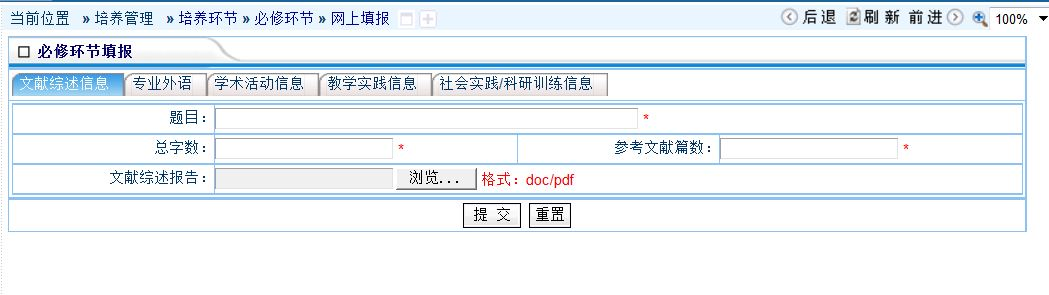 当前位置 »培养管理 »培养环节»必修环节»网上填报 后退 刷新 前进 100%
必修环节填报
文献综述信息 专业外语 学术活动信息 教学实践信息 社会实践/科研训练信息
题目： *
总字数： * 参考文献篇数： *
文献综述报告： 浏览... 格式：doc/pdf
提 交 重置